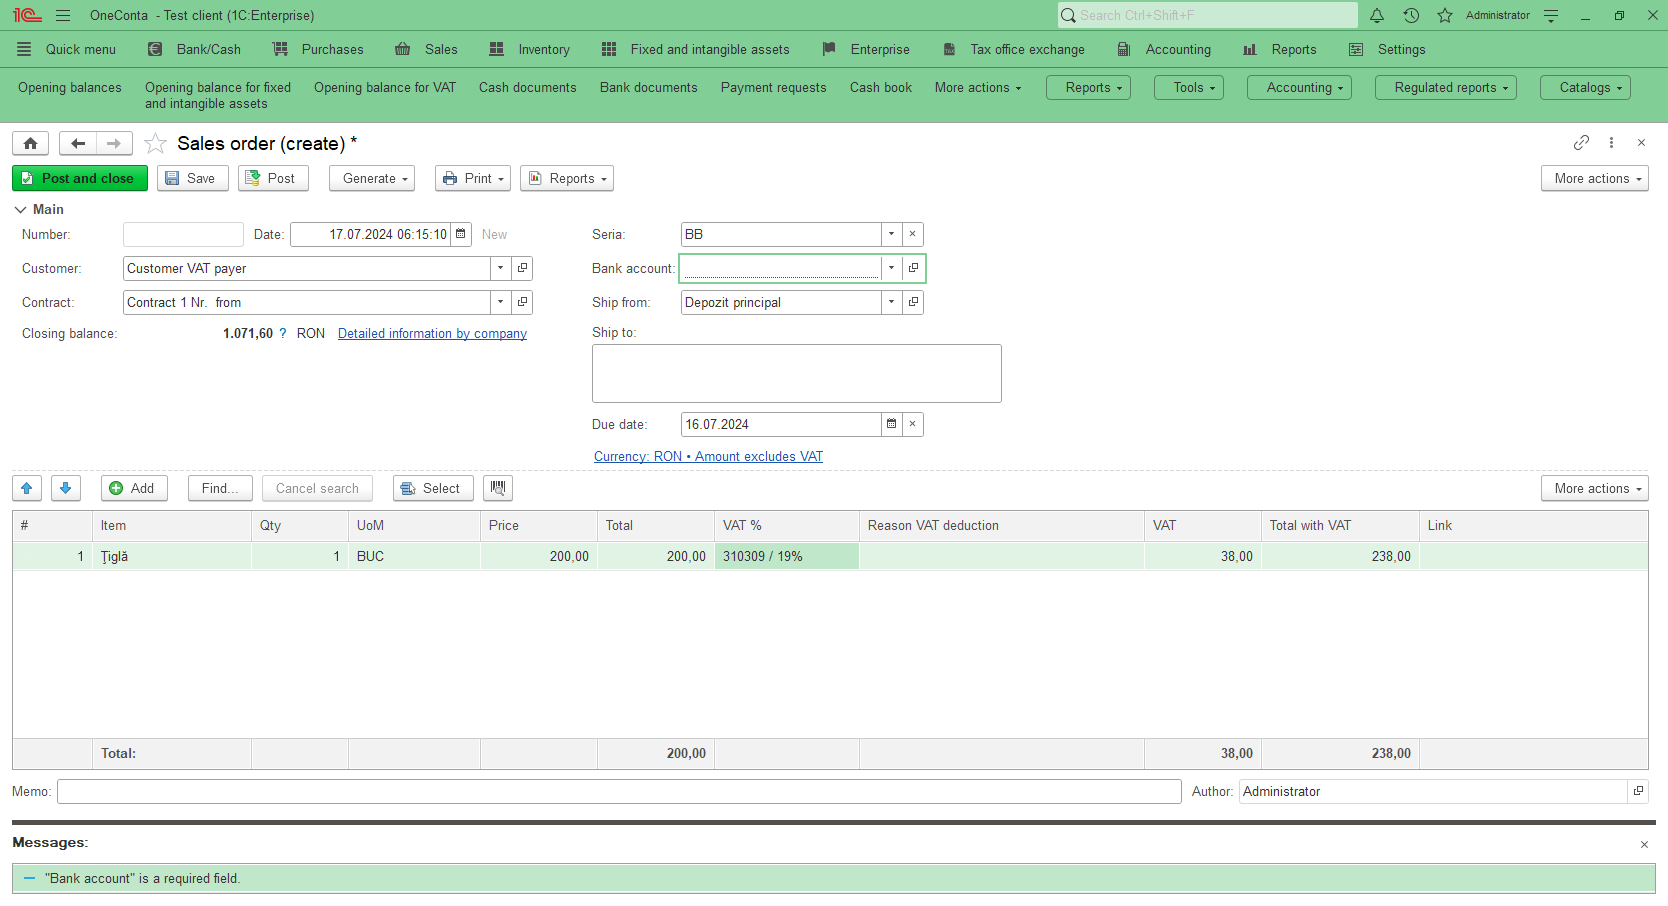 OneConta - Test client (1C:Enterprise)
Search Ctrl+Shift+F
Administrator
Quick menu
Bank/Cash
Purchases
Sales
Inventory
Fixed and intangible assets
Enterprise
Tax office exchange
Accounting
Reports
Settings
Opening balances
Opening balance for fixed
and intangible assets
Opening balance for VAT
Cash documents
Bank documents
Payment requests
Cash book
More actions
Reports
Tools
Accounting
Regulated reports
Catalogs
Sales order (create) *
Post and close
Save
Post
Generate
Print
Reports
More actions
Main
Number:
Date: 17.07.2024 06:15:10
New
Seria: BB
Customer: Customer VAT payer
Bank account:
Contract: Contract 1 Nr. from
Ship from: Depozit principal
Closing balance: 1.071,60 ? RON Detailed information by company
Ship to:
Due date: 16.07.2024
Currency: RON • Amount excludes VAT
Add
Find...
Cancel search
Select
More actions
# Item Qty UoM Price Total VAT % Reason VAT deduction VAT Total with VAT Link
1 Ţiglă 1 BUC 200,00 200,00 310309 / 19% 38,00 238,00
Total: 200,00 38,00 238,00
Memo:
Author: Administrator
Messages:
"Bank account" is a required field.